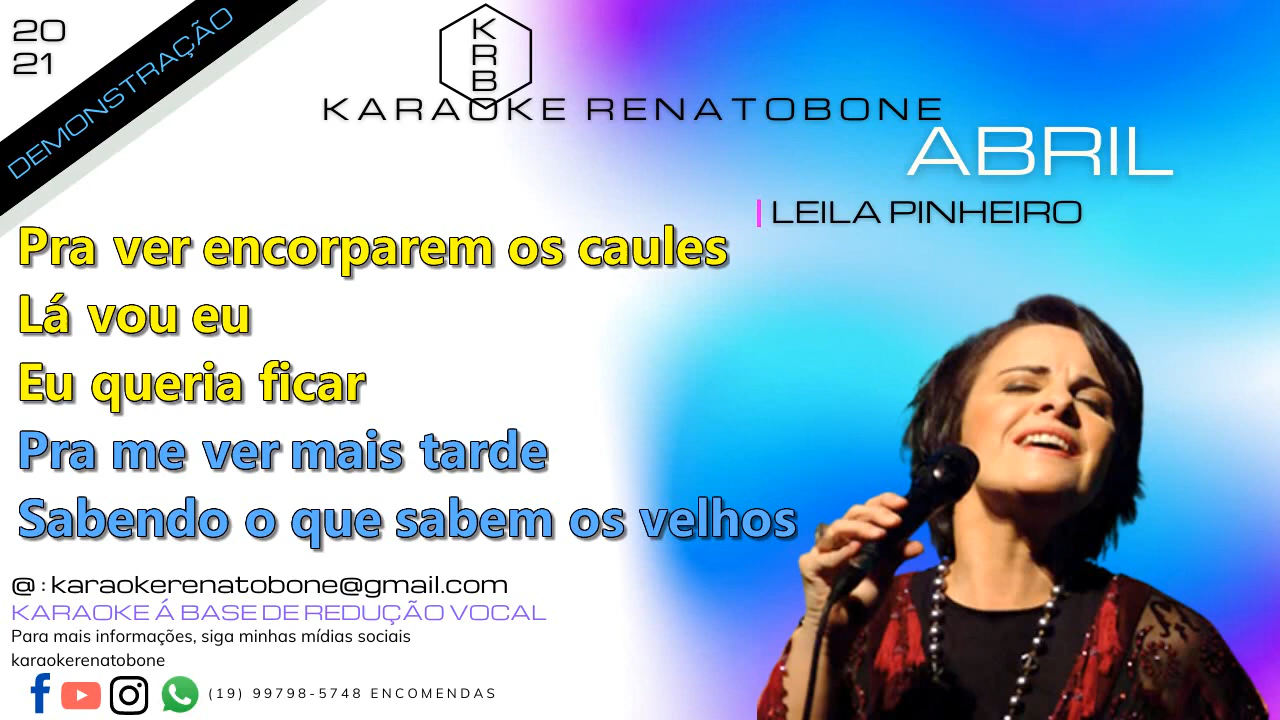 20
21
DEMONSTRAÇÃO
K
R
B
KARAOKE RENATOBONE
ABRIL
LEILA PINHEIRO
Pra ver encorparem os caules
Lá vou eu
Eu queria ficar
Pra me ver mais tarde
Sabendo o que sabem os velhos
@ : karaokerenatobone@gmail.com
KARAOKE Á BASE DE REDUÇÃO VOCAL
Para mais informações, siga minhas mídias sociais
karaokerenatobone
(19) 99798-5748 ENCOMENDAS